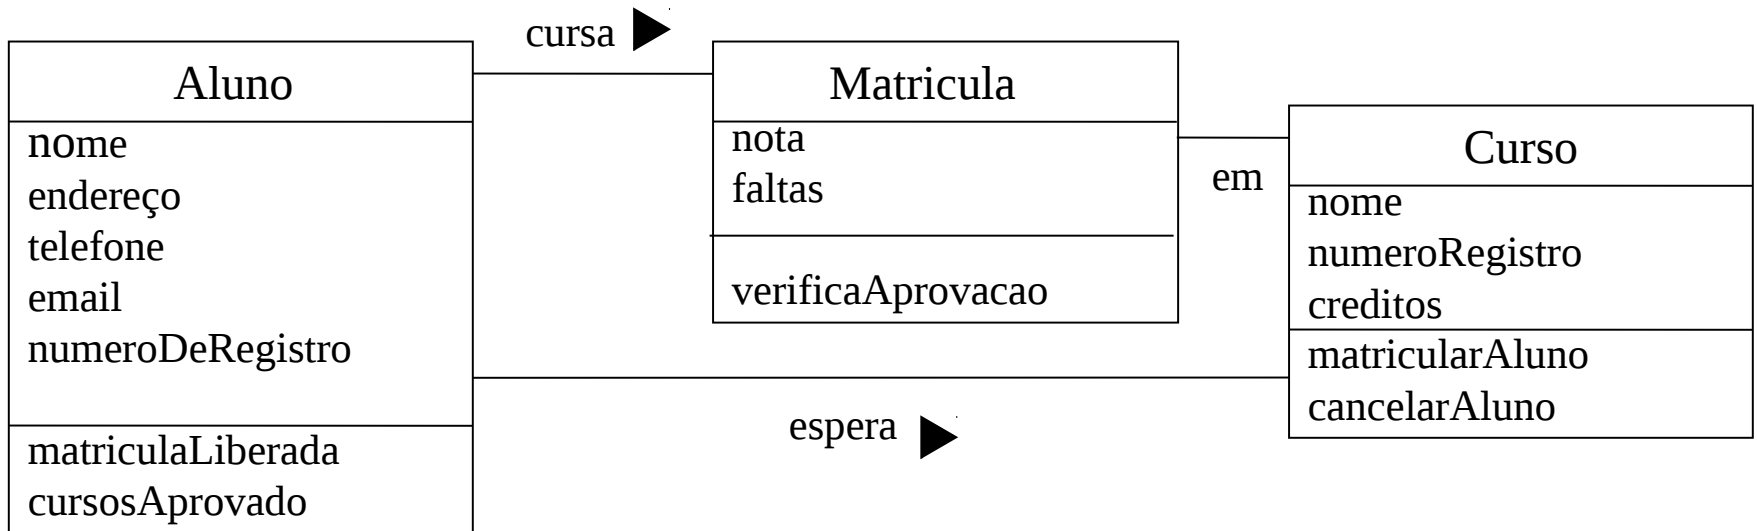 cursa
Aluno
nome
endereço
telefone
email
numeroDeRegistro
matriculaLiberada
cursosAprovado
Matricula
nota
faltas
verificaAprovacao
em
Curso
nome
numeroRegistro
creditos
matricularAluno
cancelarAluno
espera